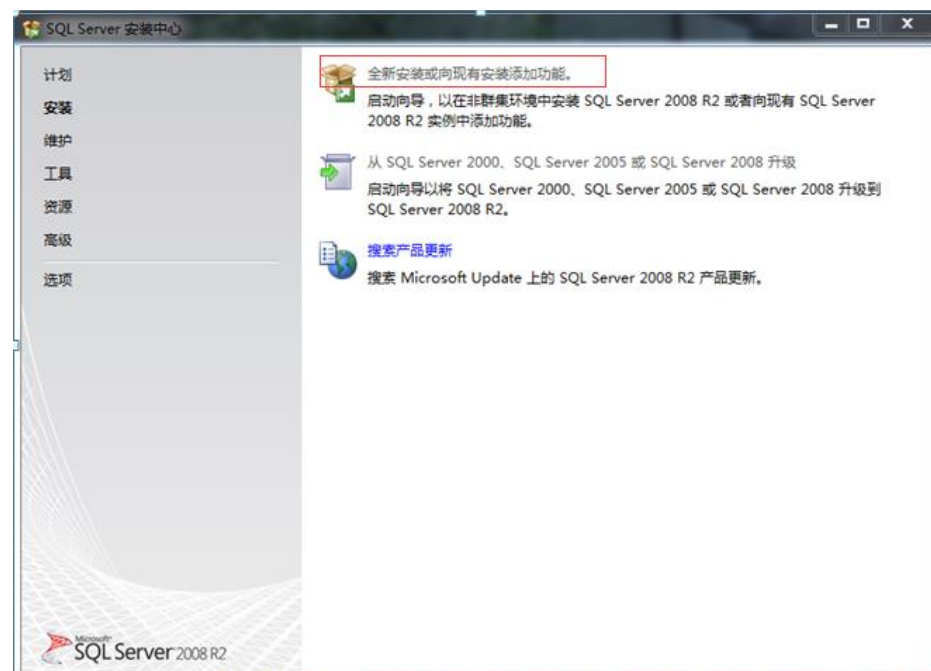 SQL Server 安装中心
计划
安装
维护
工具
资源
高级
选项
全新安装或向现有安装添加功能。
启动向导，以在非群集环境中安装 SQL Server 2008 R2 或者向现有 SQL Server
2008 R2 实例中添加功能。
从 SQL Server 2000、SQL Server 2005 或 SQL Server 2008 升级
启动向导以将 SQL Server 2000、SQL Server 2005 或 SQL Server 2008 升级到
SQL Server 2008 R2。
搜索产品更新
搜索 Microsoft Update 上的 SQL Server 2008 R2 产品更新。
Microsoft
SQL Server 2008 R2